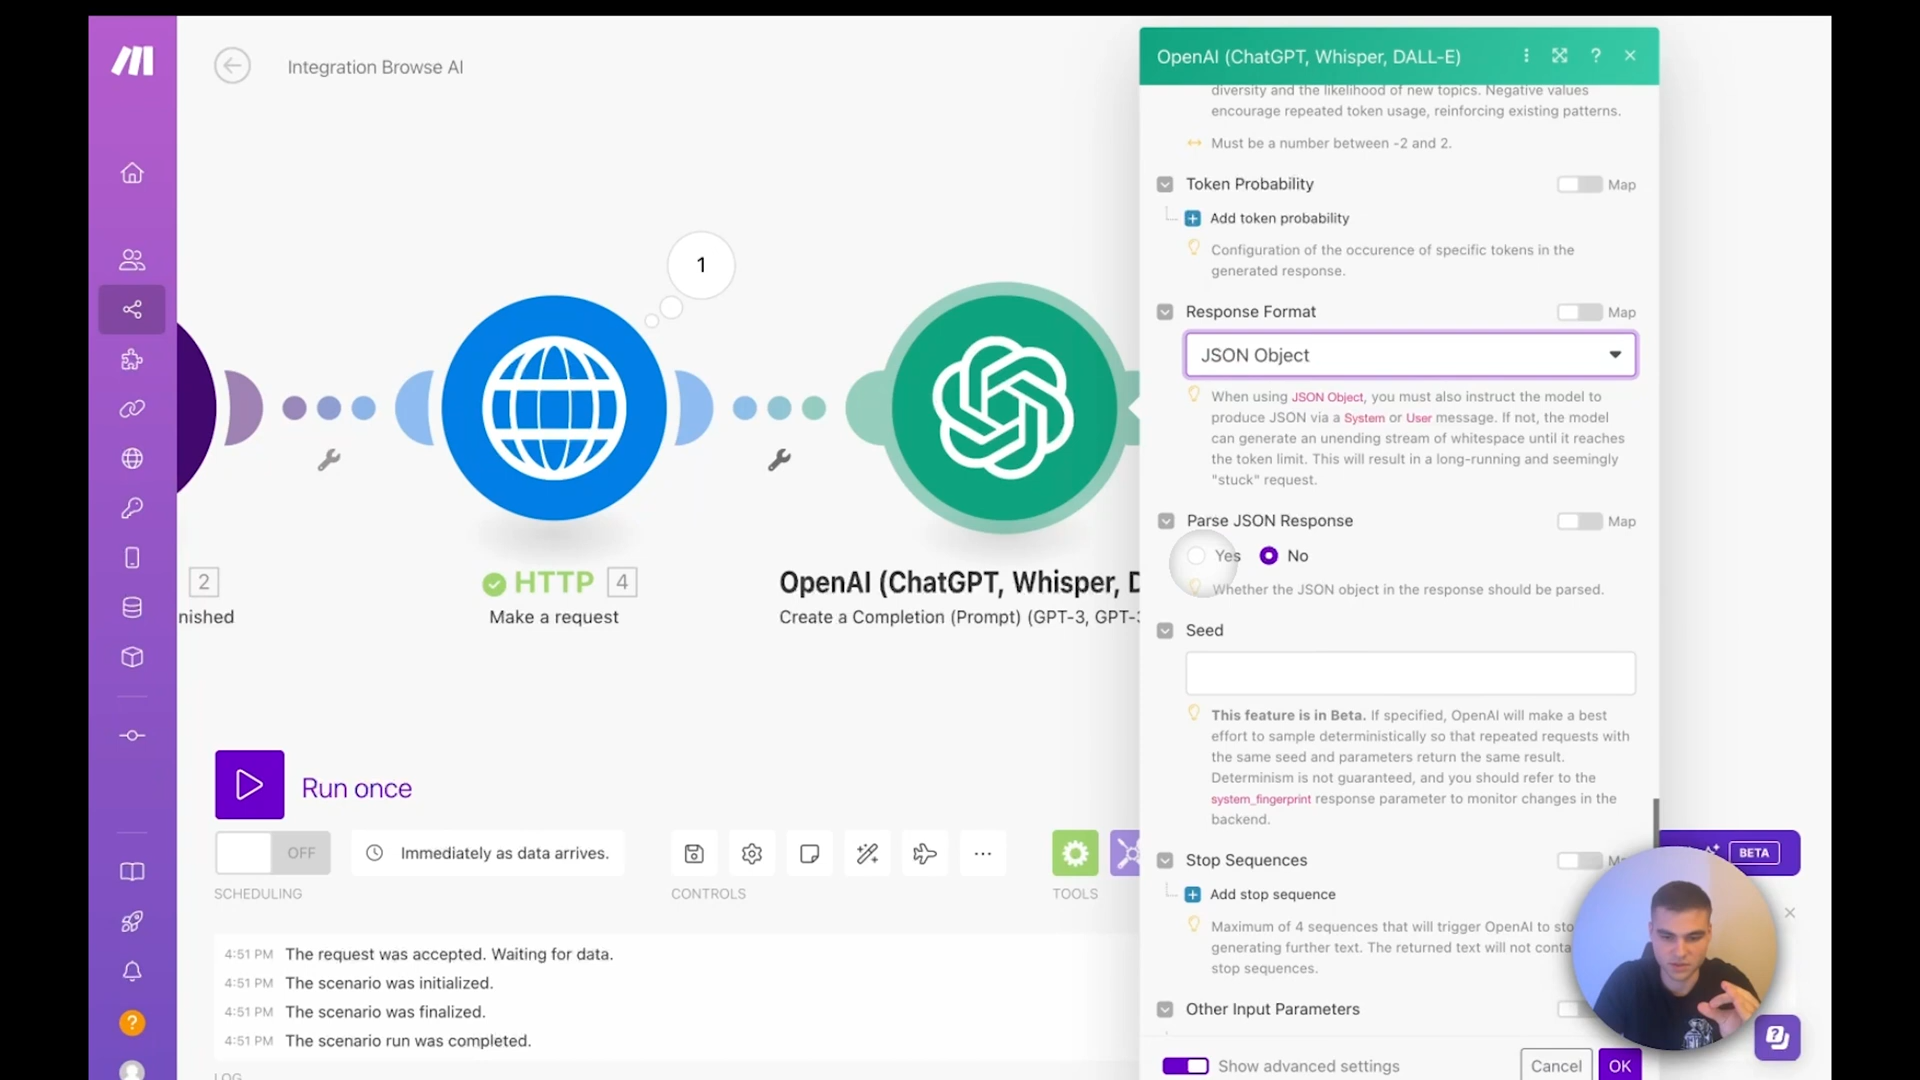 Integration Browse AI
1
2
nished
HTTP 4
Make a request
OpenAI (ChatGPT, Whisper, D
Create a Completion (Prompt) (GPT-3, GPT-3
Run once
OFF
Immediately as data arrives.
SCHEDULING
CONTROLS
TOOLS
BETA
4:51 PM The request was accepted. Waiting for data.
4:51 PM The scenario was initialized.
4:51 PM The scenario was finalized.
4:51 PM The scenario run was completed.
LOG
OpenAI (ChatGPT, Whisper, DALL-E)
diversity and the likelihood of new topics. Negative values
encourage repeated token usage, reinforcing existing patterns.
Must be a number between -2 and 2.
Token Probability Map
Add token probability
Configuration of the occurence of specific tokens in the
generated response.
Response Format Map
JSON Object
When using JSON Object, you must also instruct the model to
produce JSON via a System or User message. If not, the model
can generate an unending stream of whitespace until it reaches
the token limit. This will result in a long-running and seemingly
"stuck" request.
Parse JSON Response Map
Yes No
Whether the JSON object in the response should be parsed.
Seed
This feature is in Beta. If specified, OpenAI will make a best
effort to sample deterministically so that repeated requests with
the same seed and parameters return the same result.
Determinism is not guaranteed, and you should refer to the
system_fingerprint response parameter to monitor changes in the
backend.
Stop Sequences
Add stop sequence
Maximum of 4 sequences that will trigger OpenAI to sto
generating further text. The returned text will not conta
stop sequences.
Other Input Parameters
Show advanced settings
Cancel
OK